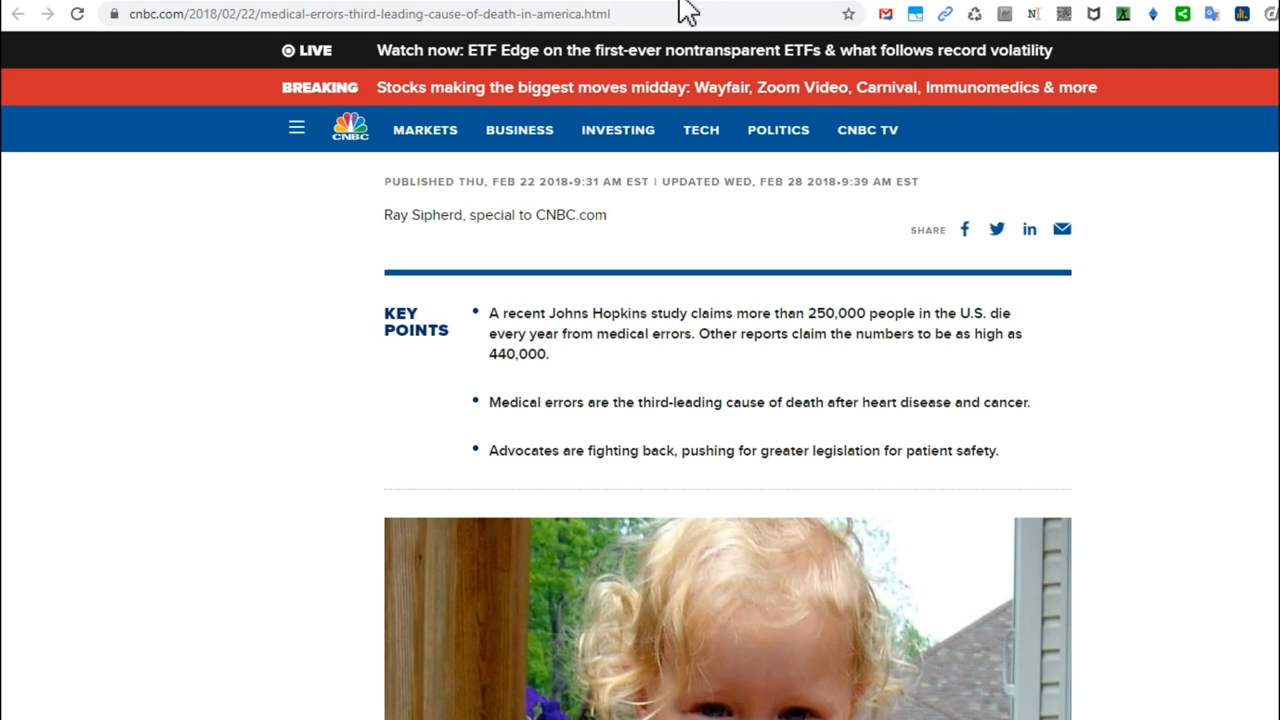 cnbc.com/2018/02/22/medical-errors-third-leading-cause-of-death-in-america.html
LIVE Watch now: ETF Edge on the first-ever nontransparent ETFs & what follows record volatility
BREAKING Stocks making the biggest moves midday: Wayfair, Zoom Video, Carnival, Immunomedics & more
CNBC MARKETS BUSINESS INVESTING TECH POLITICS CNBC TV
PUBLISHED THU, FEB 22 2018•9:31 AM EST | UPDATED WED, FEB 28 2018•9:39 AM EST
Ray Sipherd, special to CNBC.com
SHARE
KEY
POINTS
• A recent Johns Hopkins study claims more than 250,000 people in the U.S. die
every year from medical errors. Other reports claim the numbers to be as high as
440,000.
• Medical errors are the third-leading cause of death after heart disease and cancer.
• Advocates are fighting back, pushing for greater legislation for patient safety.